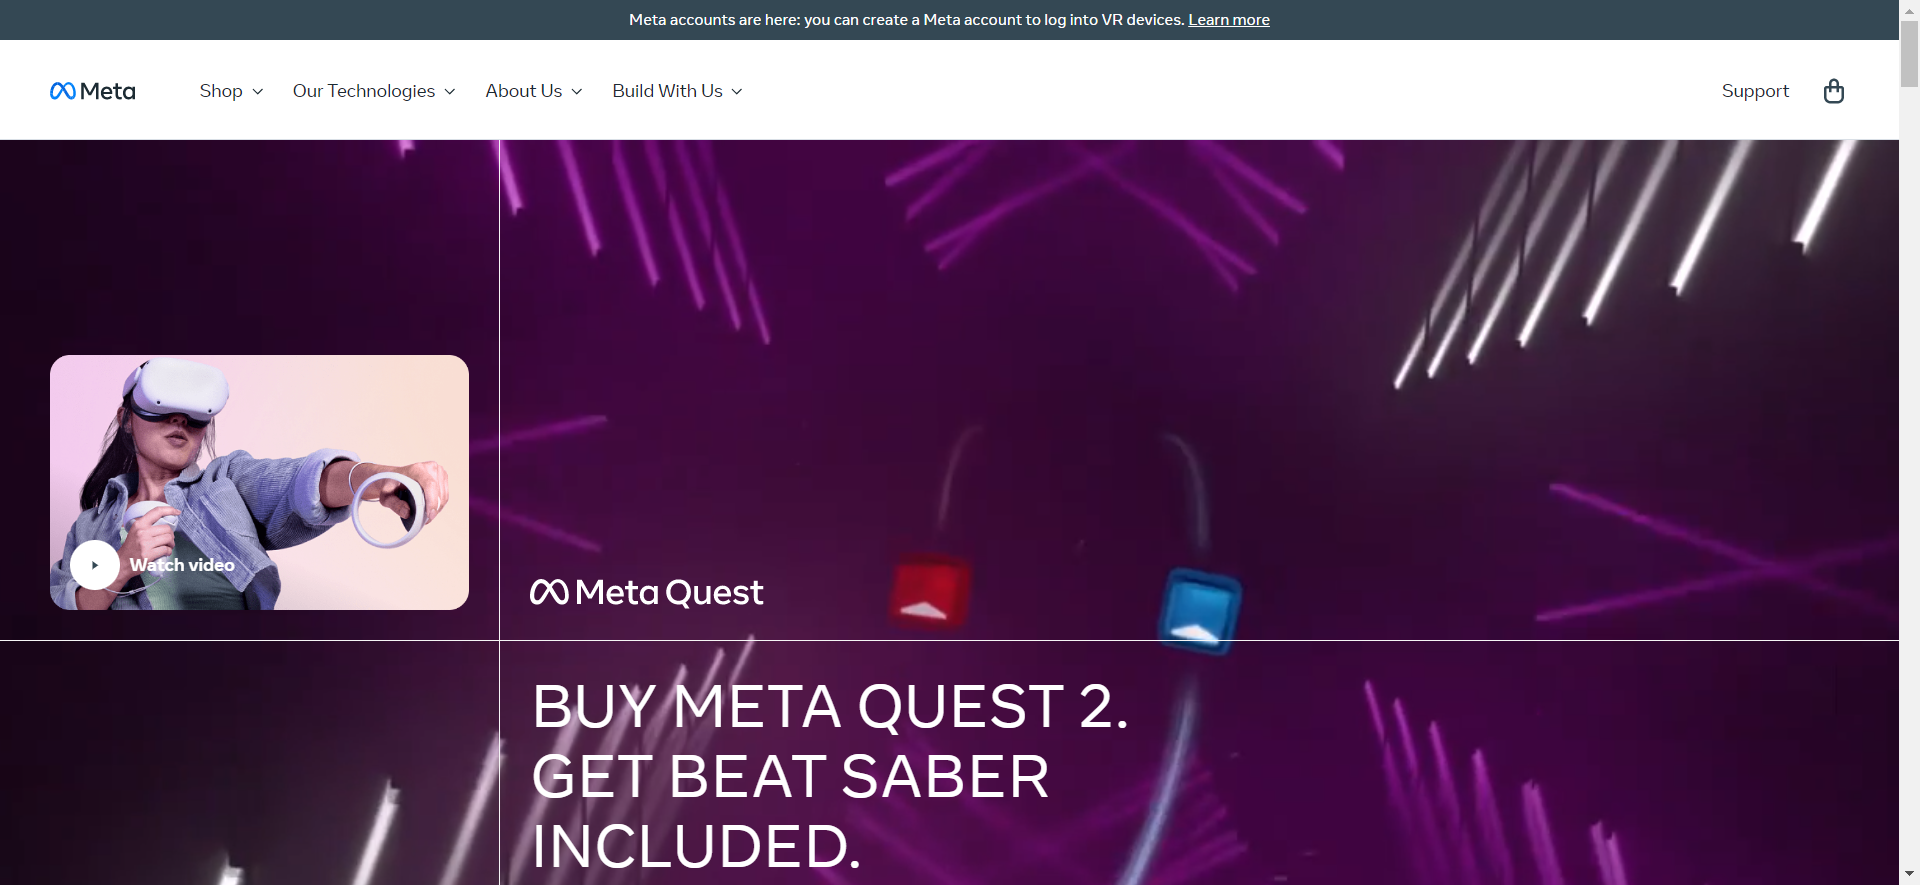 Meta accounts are here: you can create a Meta account to log into VR devices. Learn more
Meta
Shop
Our Technologies
About Us
Build With Us
Support
Watch video
Meta Quest
BUY META QUEST 2.
GET BEAT SABER
INCLUDED.